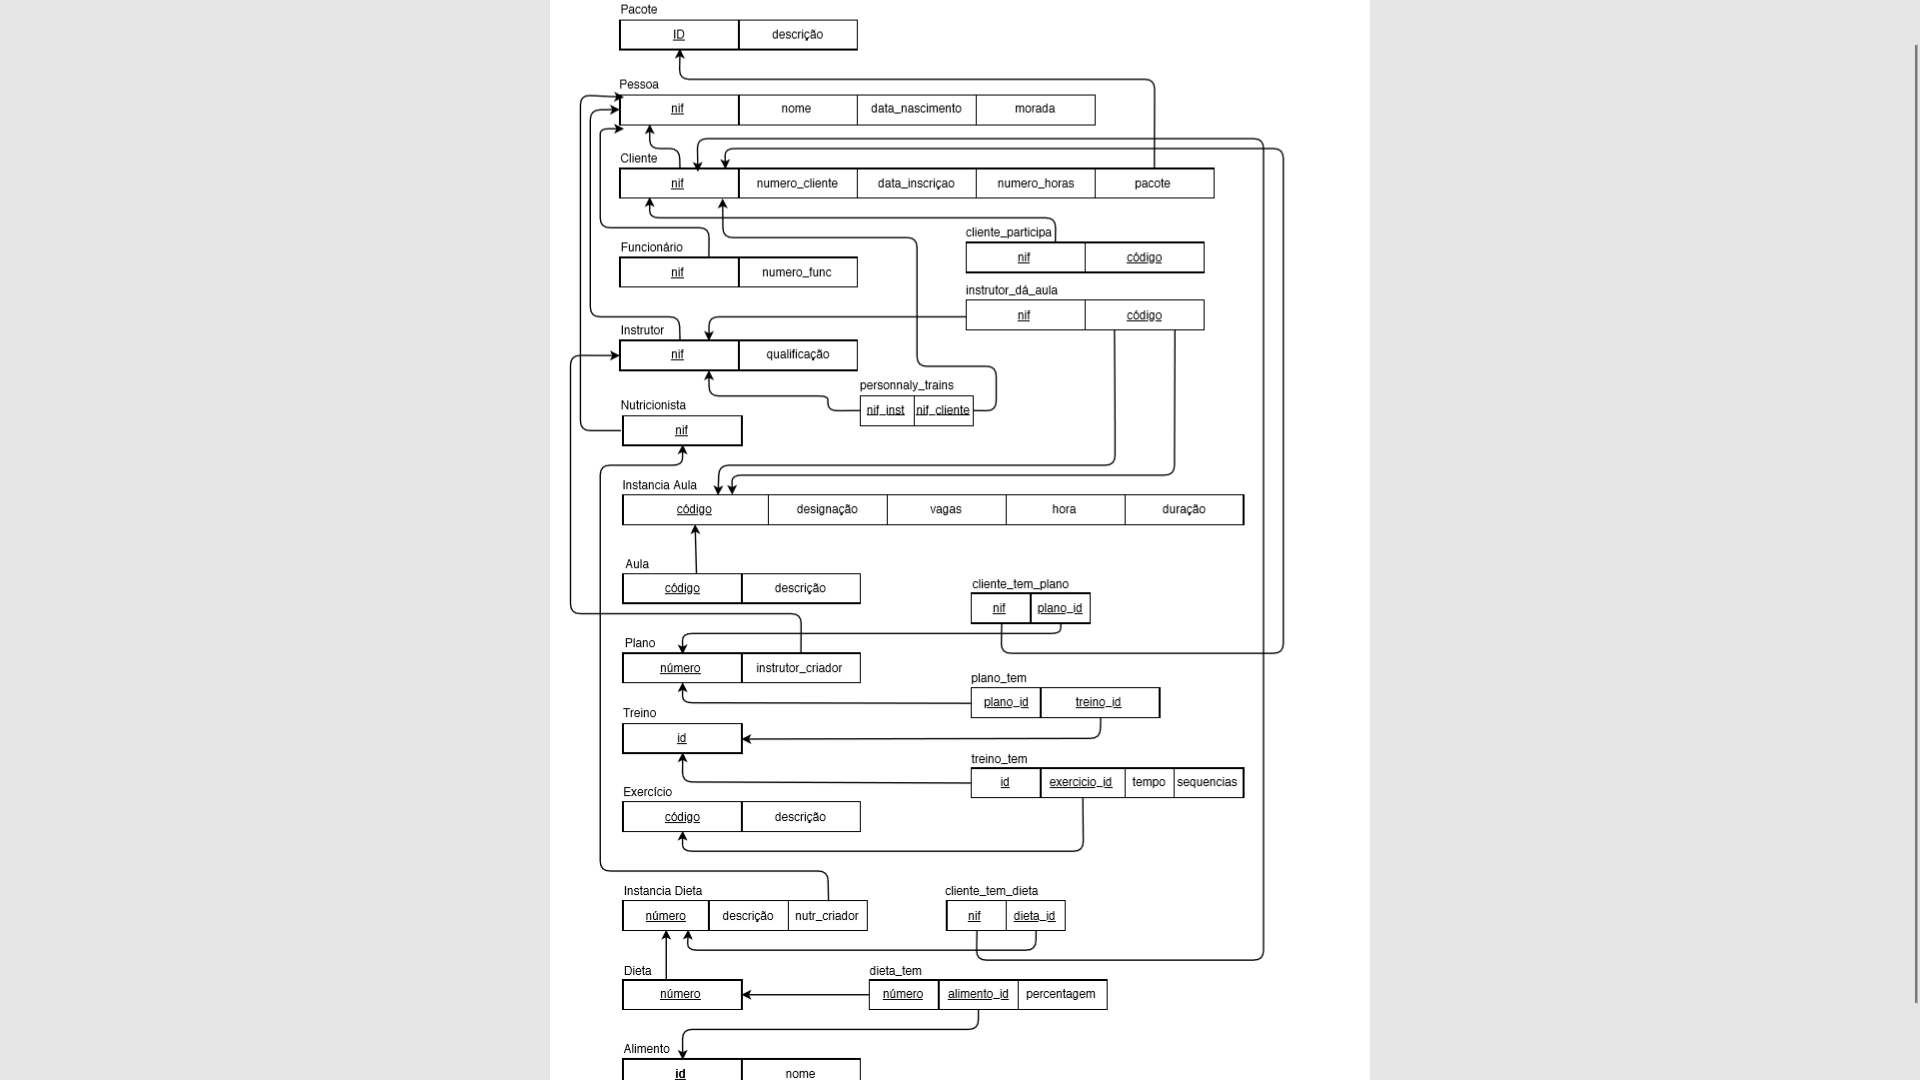 Pacote
ID descrição
Pessoa
nif nome data_nascimento morada
Cliente
nif numero_cliente data_inscriçao numero_horas pacote
cliente_participa
nif código
Funcionário
nif numero_func
instrutor_dá_aula
nif código
Instrutor
nif qualificação
personnaly_trains
nif_inst nif_cliente
Nutricionista
nif
Instancia Aula
código designação vagas hora duração
Aula
código descrição
cliente_tem_plano
nif plano_id
Plano
número instrutor_criador
plano_tem
plano_id treino_id
Treino
id
treino_tem
id exercicio_id tempo sequencias
Exercício
código descrição
Instancia Dieta
número descrição nutr_criador
cliente_tem_dieta
nif dieta_id
Dieta
número
dieta_tem
número alimento_id percentagem
Alimento
id nome